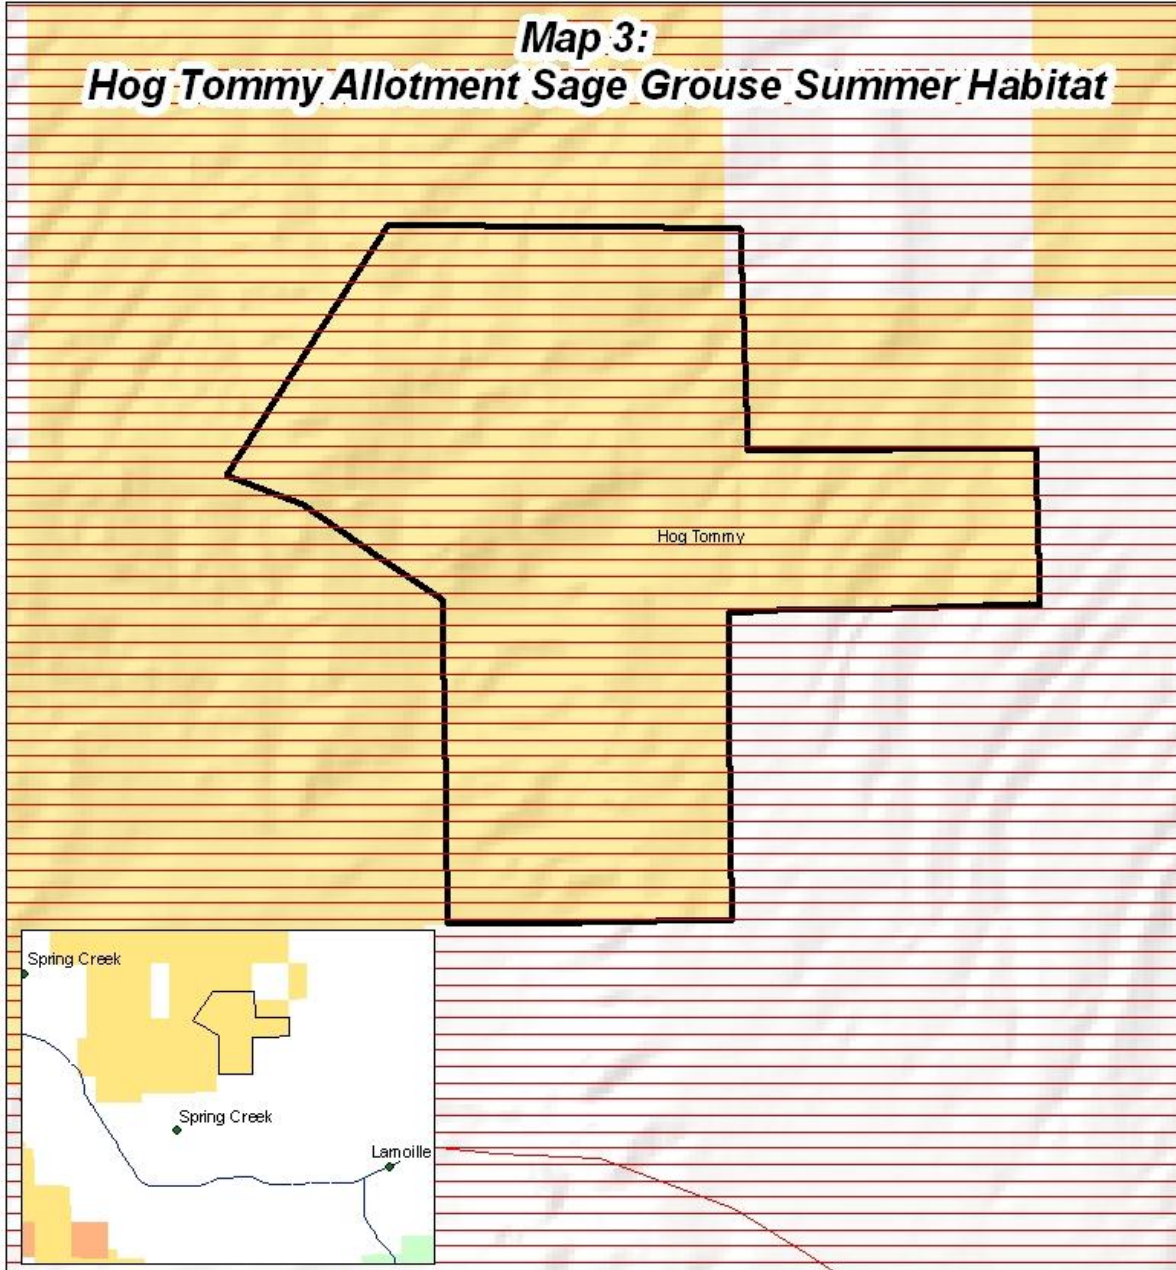 Map 3:
Hog Tommy Allotment Sage Grouse Summer Habitat
Hog Tommy
Spring Creek
Spring Creek
Lamoille